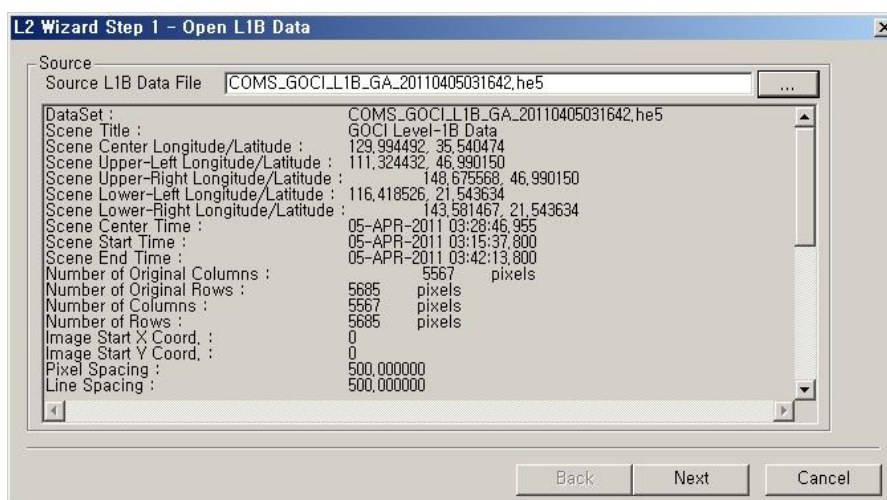 L2 Wizard Step 1 - Open L1B Data
Source
Source L1B Data File COMS_GOCI_L1B_GA_20110405031642.he5 ...
DataSet : COMS_GOCI_L1B_GA_20110405031642.he5
Scene Title : GOCI Level-1B Data
Scene Center Longitude/Latitude : 129.994492, 35.540474
Scene Upper-Left Longitude/Latitude : 111.324432, 46.990150
Scene Upper-Right Longitude/Latitude : 148.675568, 46.990150
Scene Lower-Left Longitude/Latitude : 116.418526, 21.543634
Scene Lower-Right Longitude/Latitude : 143.581467, 21.543634
Scene Center Time : 05-APR-2011 03:28:46.955
Scene Start Time : 05-APR-2011 03:15:37.800
Scene End Time : 05-APR-2011 03:42:13.800
Number of Original Columns : 5567 pixels
Number of Original Rows : 5685 pixels
Number of Columns : 5567 pixels
Number of Rows : 5685 pixels
Image Start X Coord. : 0
Image Start Y Coord. : 0
Pixel Spacing : 500.000000
Line Spacing : 500.000000
Back Next Cancel